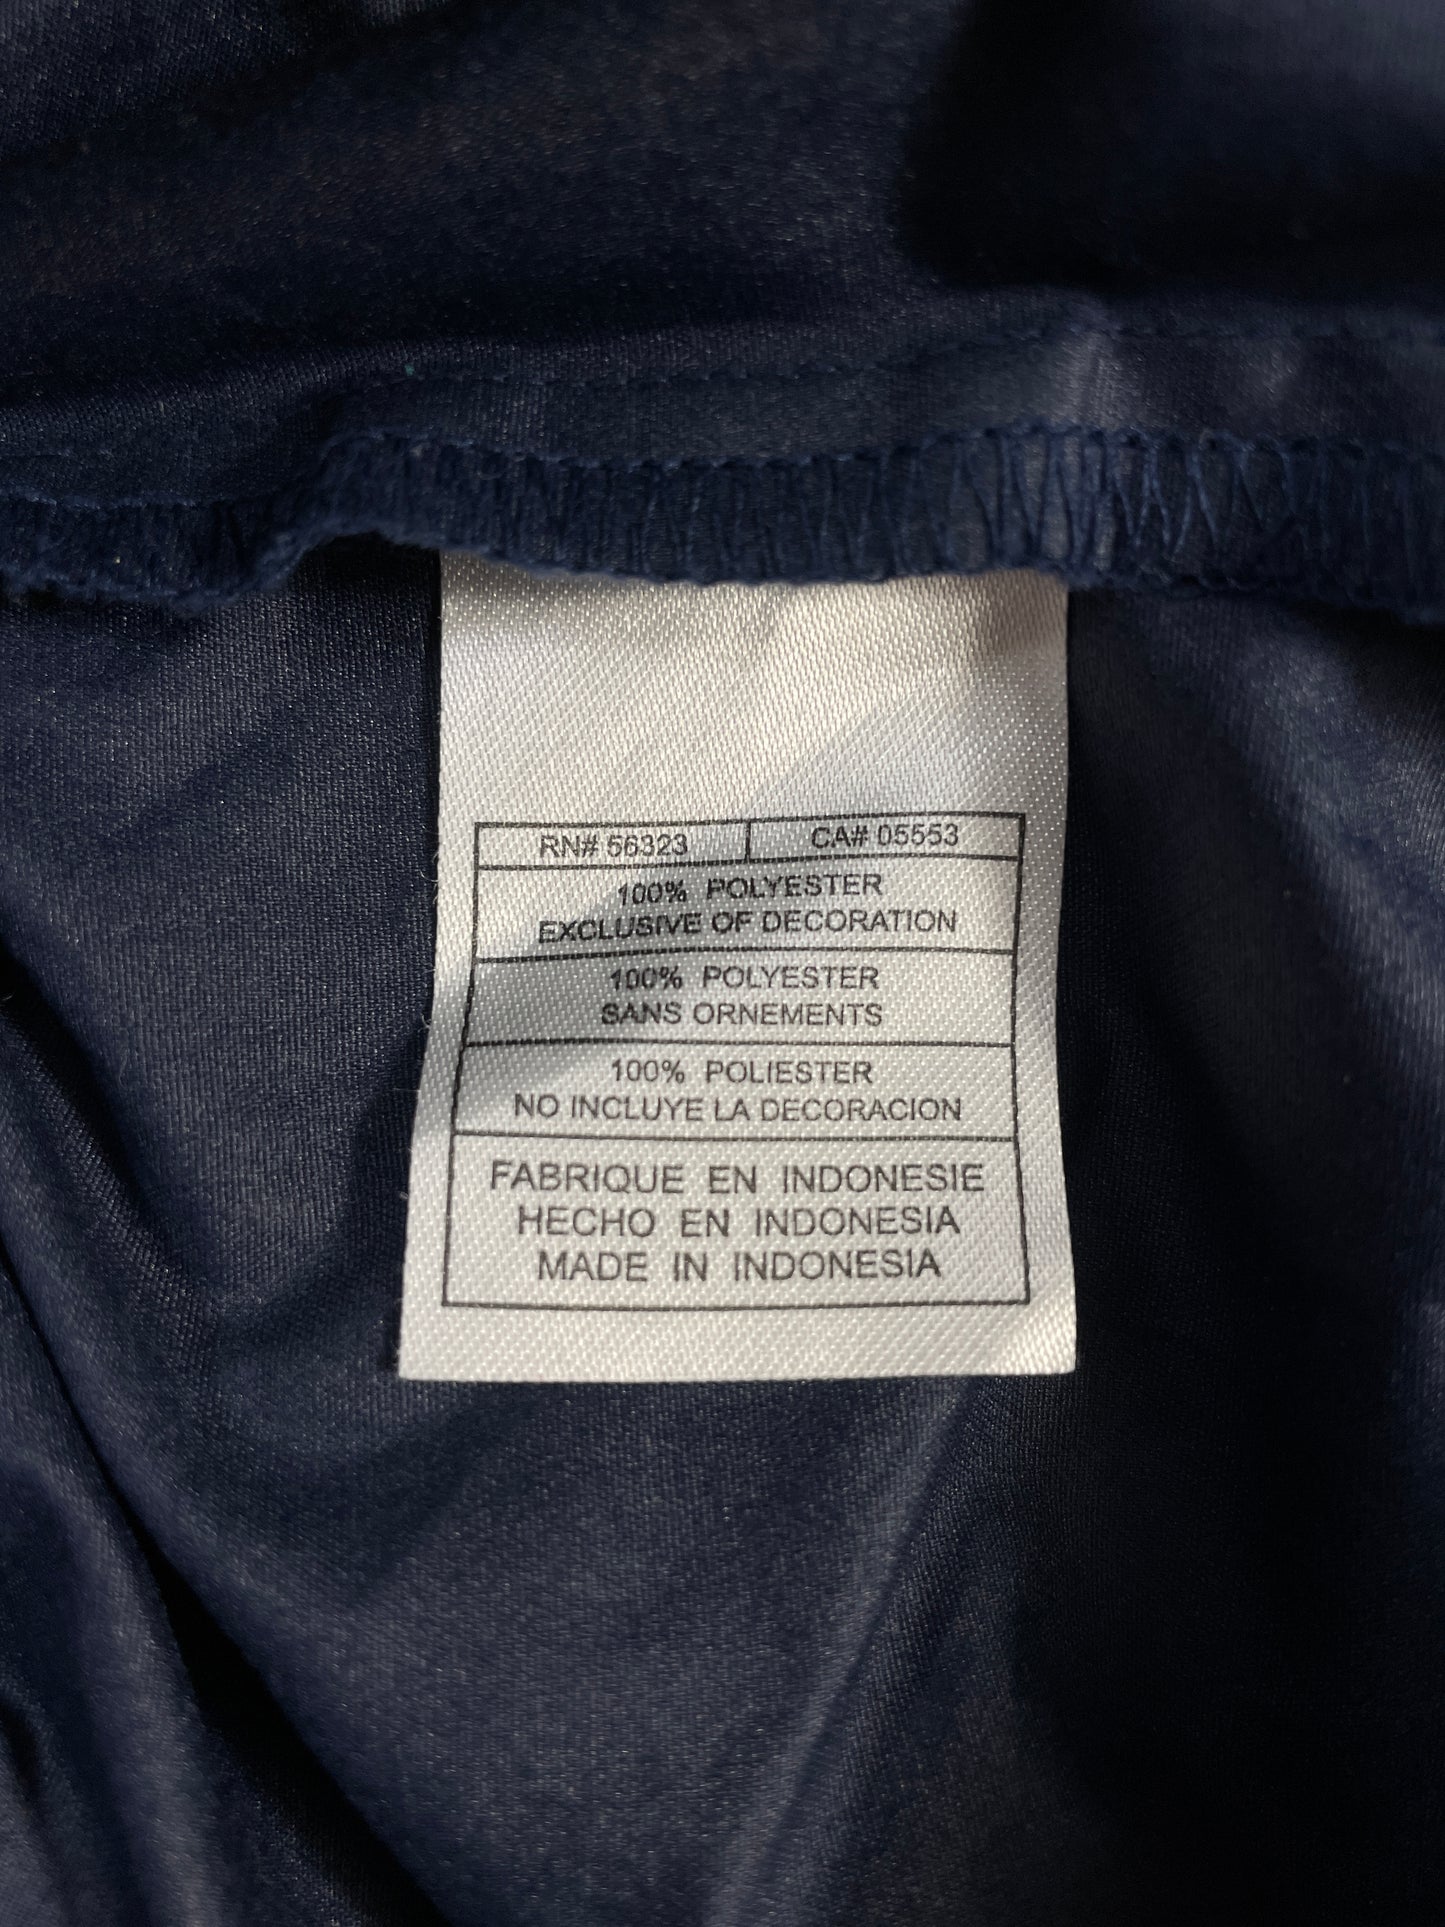 RN# 56323 CA# 05553
100% POLYESTER
EXCLUSIVE OF DECORATION
100% POLYESTER
SANS ORNEMENTS
100% POLIESTER
NO INCLUYE LA DECORACION
FABRIQUE EN INDONESIE
HECHO EN INDONESIA
MADE IN INDONESIA